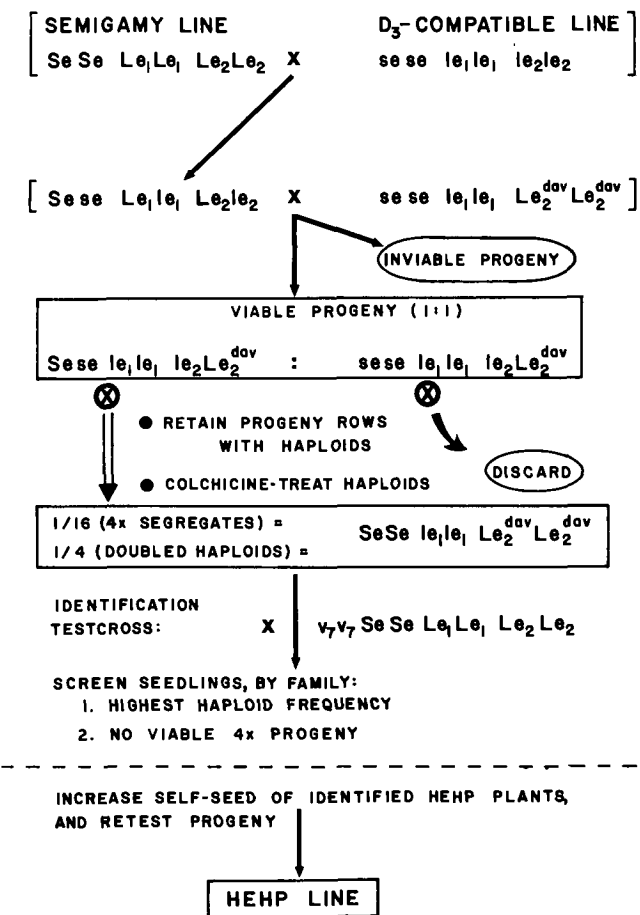 SEMIGAMY LINE D₃-COMPATIBLE LINE
Se Se Le₁Le₁ Le₂Le₂ X se se le₁le₁ le₂le₂
Se se Le₁le₁ Le₂le₂ X se se le₁le₁ Le₂ᵈᵃᵛLe₂ᵈᵃᵛ
INVIABLE PROGENY
VIABLE PROGENY (1:1)
Sese le₁le₁ le₂Le₂ᵈᵃᵛ : sese le₁le₁ le₂Le₂ᵈᵃᵛ
X X
● RETAIN PROGENY ROWS
WITH HAPLOIDS
DISCARD
● COLCHICINE-TREAT HAPLOIDS
1/16 (4x SEGREGATES) =
SeSe le₁le₁ Le₂ᵈᵃᵛLe₂ᵈᵃᵛ
1/4 (DOUBLED HAPLOIDS) =
IDENTIFICATION
TESTCROSS: X v₇v₇ Se Se Le₁Le₁ Le₂Le₂
SCREEN SEEDLINGS, BY FAMILY:
1. HIGHEST HAPLOID FREQUENCY
2. NO VIABLE 4x PROGENY
INCREASE SELF-SEED OF IDENTIFIED HEHP PLANTS,
AND RETEST PROGENY
HEHP LINE